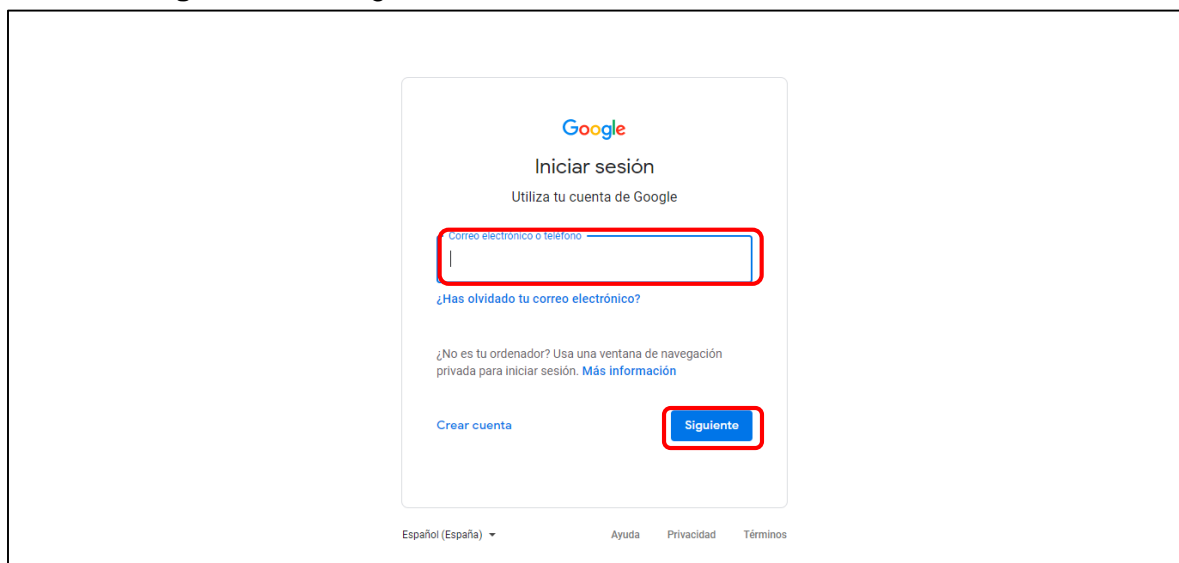 Google
Iniciar sesión
Utiliza tu cuenta de Google
Correo electrónico o teléfono
¿Has olvidado tu correo electrónico?
¿No es tu ordenador? Usa una ventana de navegación
privada para iniciar sesión. Más información
Crear cuenta Siguiente
Español (España) Ayuda Privacidad Términos